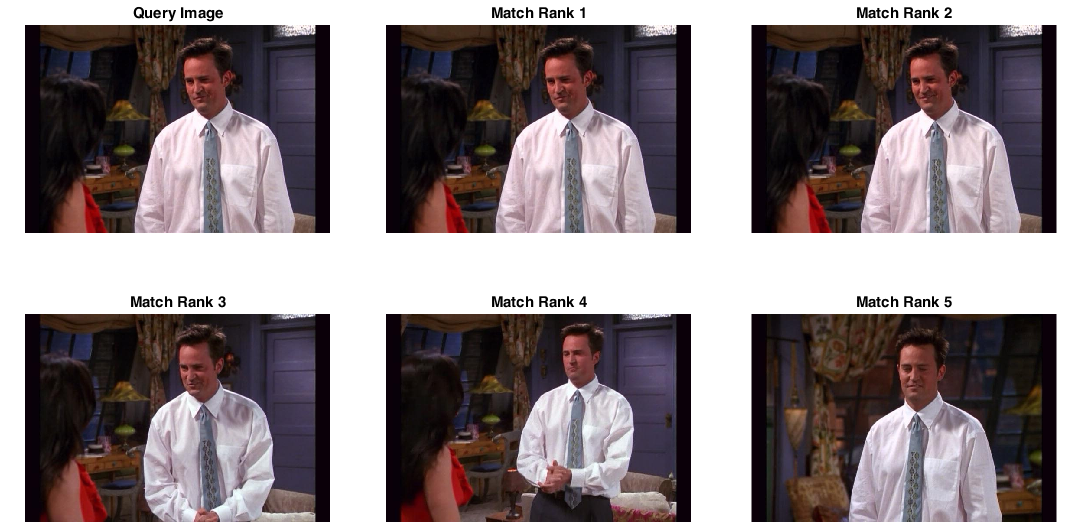 Query Image
Match Rank 1
Match Rank 2
Match Rank 3
Match Rank 4
Match Rank 5